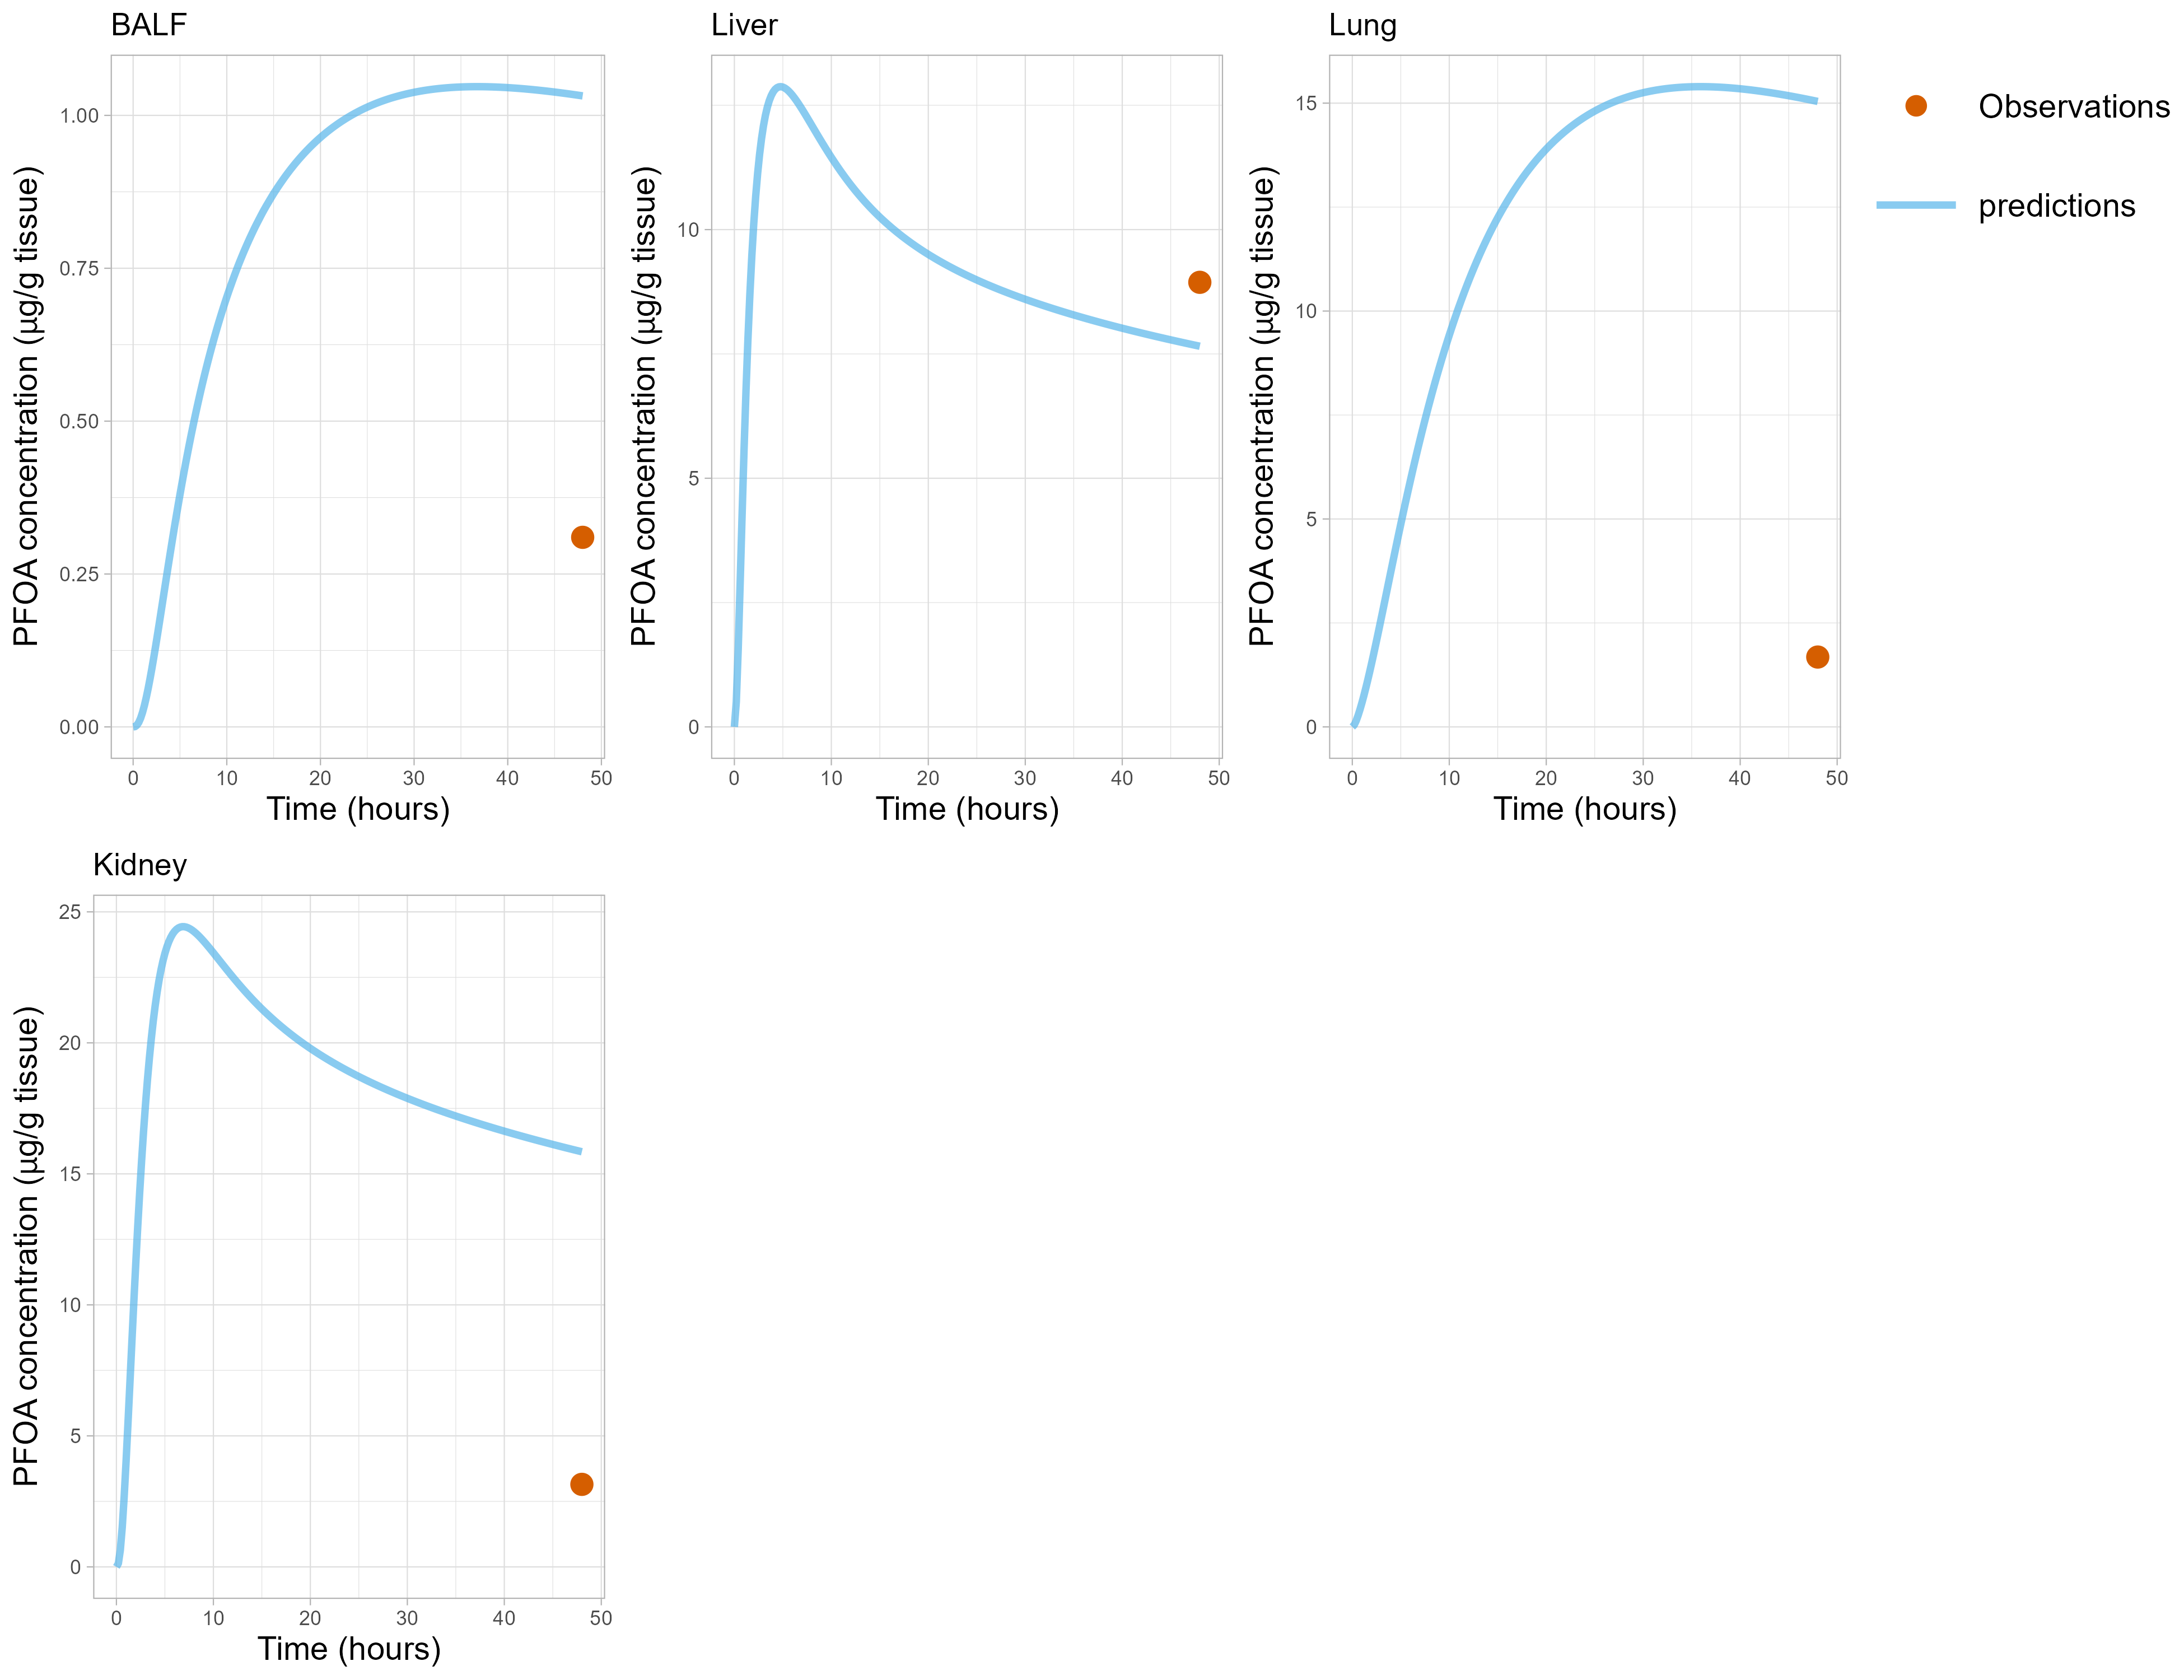 BALF
PFOA concentration (µg/g tissue)
1.00
0.75
0.50
0.25
0.00
0 10 20 30 40 50
Time (hours)
Liver
PFOA concentration (µg/g tissue)
10
5
0
0 10 20 30 40 50
Time (hours)
Lung
PFOA concentration (µg/g tissue)
15
10
5
0
0 10 20 30 40 50
Time (hours)
Observations
predictions
Kidney
PFOA concentration (µg/g tissue)
25
20
15
10
5
0
0 10 20 30 40 50
Time (hours)